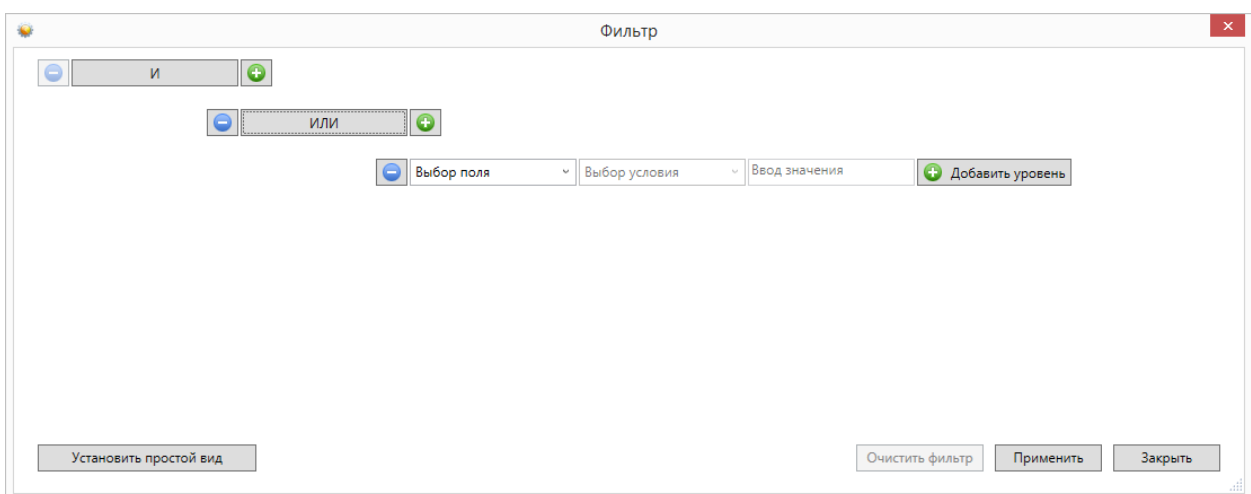 Фильтр
И
ИЛИ
Выбор поля Выбор условия Ввод значения Добавить уровень
Установить простой вид Очистить фильтр Применить Закрыть